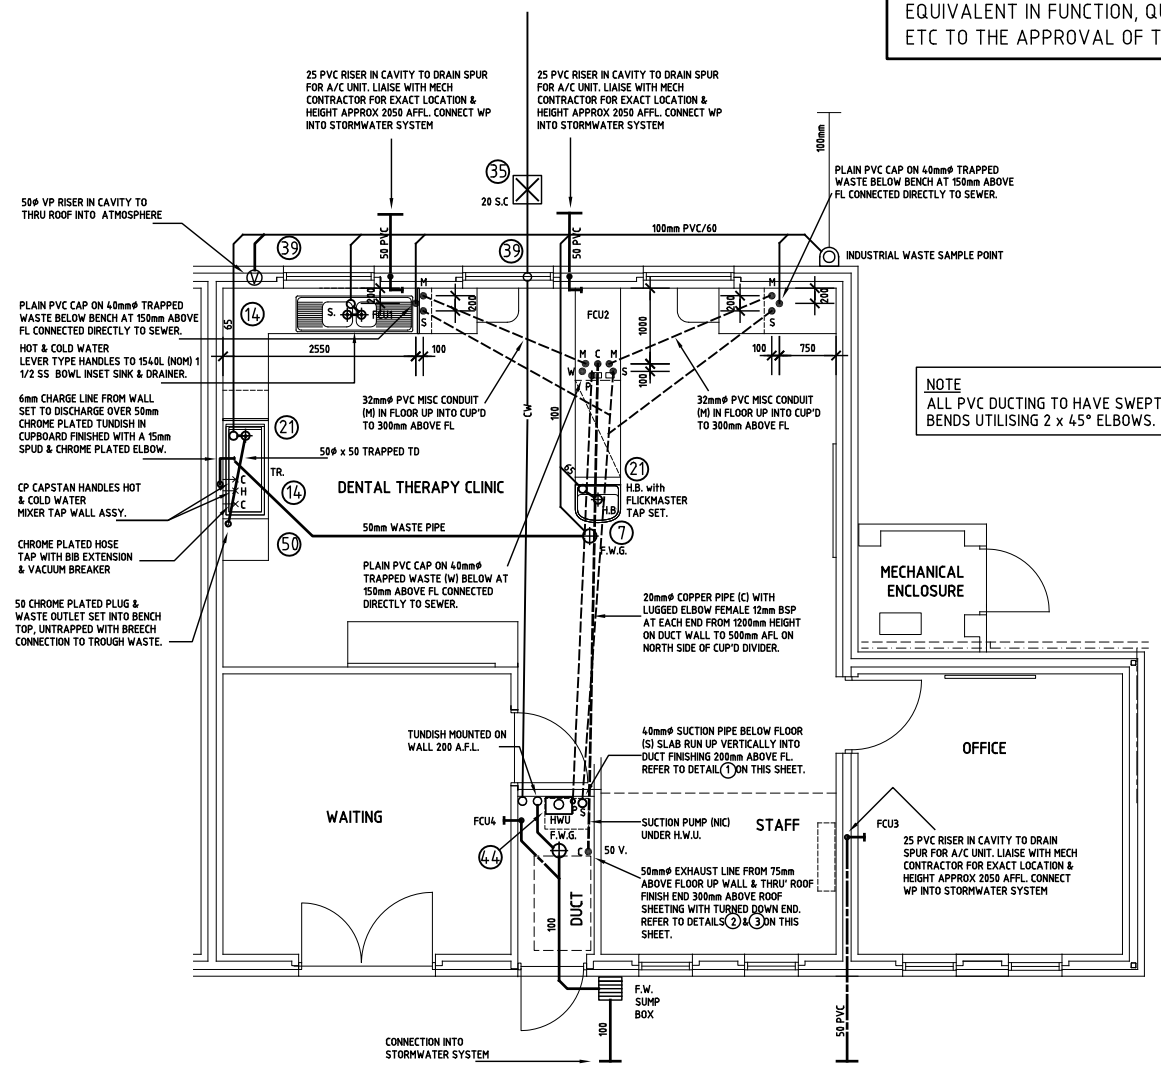 EQUIVALENT IN FUNCTION, QU
ETC TO THE APPROVAL OF T
25 PVC RISER IN CAVITY TO DRAIN SPUR
FOR A/C UNIT. LIAISE WITH MECH
CONTRACTOR FOR EXACT LOCATION &
HEIGHT APPROX 2050 AFFL. CONNECT WP
INTO STORMWATER SYSTEM
25 PVC RISER IN CAVITY TO DRAIN SPUR
FOR A/C UNIT. LIAISE WITH MECH
CONTRACTOR FOR EXACT LOCATION &
HEIGHT APPROX 2050 AFFL. CONNECT WP
INTO STORMWATER SYSTEM
100mm
35
20 S.C
PLAIN PVC CAP ON 40mmø TRAPPED
WASTE BELOW BENCH AT 150mm ABOVE
FL CONNECTED DIRECTLY TO SEWER.
50ø VP RISER IN CAVITY TO
THRU ROOF INTO ATMOSPHERE
39
50 PVC
39
50 PVC
100mm PVC/60
INDUSTRIAL WASTE SAMPLE POINT
V
PLAIN PVC CAP ON 40mmø TRAPPED
WASTE BELOW BENCH AT 150mm ABOVE
FL CONNECTED DIRECTLY TO SEWER.
14
65
S.
FCU1
200
M
S
200
FCU2
1000
200
M
S
200
HOT & COLD WATER
LEVER TYPE HANDLES TO 1540L (NOM) 1
1/2 SS BOWL INSET SINK & DRAINER.
2550
100
M C M
W S
P
100
100
750
6mm CHARGE LINE FROM WALL
SET TO DISCHARGE OVER 50mm
CHROME PLATED TUNDISH IN
CUPBOARD FINISHED WITH A 15mm
SPUD & CHROME PLATED ELBOW.
32mmø PVC MISC CONDUIT
(M) IN FLOOR UP INTO CUP'D
TO 300mm ABOVE FL
CW
100
32mmø PVC MISC CONDUIT
(M) IN FLOOR UP INTO CUP'D
TO 300mm ABOVE FL
NOTE
ALL PVC DUCTING TO HAVE SWEPT
BENDS UTILISING 2 x 45° ELBOWS.
21
50ø x 50 TRAPPED TD
TR.
C
H
C
14
DENTAL THERAPY CLINIC
65
21
H.B. with
FLICKMASTER
TAP SET.
H.B.
CP CAPSTAN HANDLES HOT
& COLD WATER
MIXER TAP WALL ASSY.
50mm WASTE PIPE
7
F.W.G.
50
CHROME PLATED HOSE
TAP WITH BIB EXTENSION
& VACUUM BREAKER
PLAIN PVC CAP ON 40mmø
TRAPPED WASTE (W) BELOW AT
150mm ABOVE FL CONNECTED
DIRECTLY TO SEWER.
MECHANICAL
ENCLOSURE
50 CHROME PLATED PLUG &
WASTE OUTLET SET INTO BENCH
TOP, UNTRAPPED WITH BREECH
CONNECTION TO TROUGH WASTE.
20mmø COPPER PIPE (C) WITH
LUGGED ELBOW FEMALE 12mm BSP
AT EACH END FROM 1200mm HEIGHT
ON DUCT WALL TO 500mm AFL ON
NORTH SIDE OF CUP'D DIVIDER.
TUNDISH MOUNTED ON
WALL 200 A.F.L.
40mmø SUCTION PIPE BELOW FLOOR
(S) SLAB RUN UP VERTICALLY INTO
DUCT FINISHING 200mm ABOVE FL.
REFER TO DETAIL 1 ON THIS SHEET.
OFFICE
WAITING
FCU4
HWU
P
S
F.W.G.
C
50 V.
44
SUCTION PUMP (NIC)
UNDER H.W.U.
STAFF
FCU3
25 PVC RISER IN CAVITY TO DRAIN
SPUR FOR A/C UNIT. LIAISE WITH MECH
CONTRACTOR FOR EXACT LOCATION &
HEIGHT APPROX 2050 AFFL. CONNECT
WP INTO STORMWATER SYSTEM
50mmø EXHAUST LINE FROM 75mm
ABOVE FLOOR UP WALL & THRU' ROOF
FINISH END 300mm ABOVE ROOF
SHEETING WITH TURNED DOWN END.
REFER TO DETAILS 2 & 3 ON THIS
SHEET.
DUCT
100
F.W.
SUMP
BOX
100
50 PVC
CONNECTION INTO
STORMWATER SYSTEM